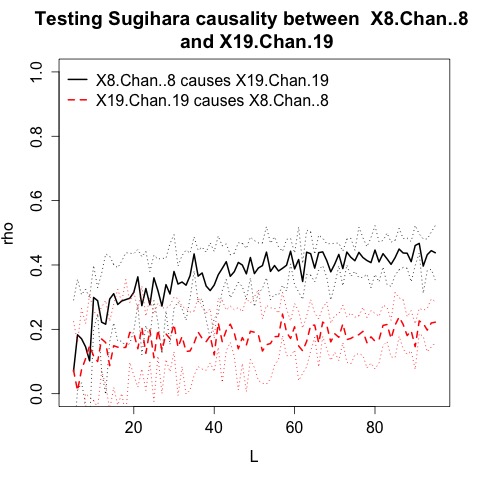 Testing Sugihara causality between  X8.Chan..8
and X19.Chan.19
X8.Chan..8 causes X19.Chan.19
X19.Chan.19 causes X8.Chan..8
1.0
0.8
0.6
0.4
0.2
0.0
rho
20 40 60 80
L